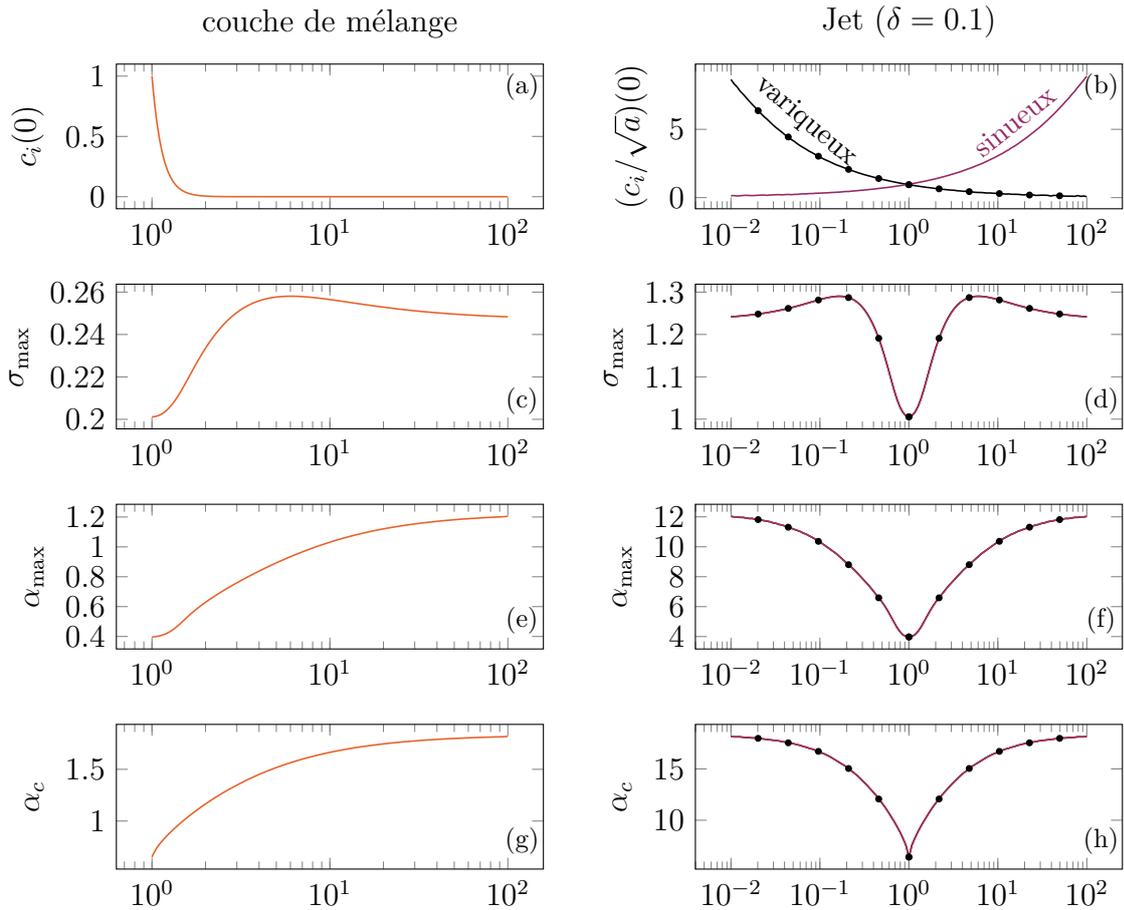 couche de mélange
Jet (δ = 0.1)
c_i(0)
1
0.5
0
(a)
10^0
10^1
10^2
(c_i/√a)(0)
5
0
variqueux
sinueux
(b)
10^-2
10^-1
10^0
10^1
10^2
σ_max
0.26
0.24
0.22
0.2
(c)
10^0
10^1
10^2
σ_max
1.3
1.2
1.1
1
(d)
10^-2
10^-1
10^0
10^1
10^2
α_max
1.2
1
0.8
0.6
0.4
(e)
10^0
10^1
10^2
α_max
12
10
8
6
4
(f)
10^-2
10^-1
10^0
10^1
10^2
α_c
1.5
1
(g)
10^0
10^1
10^2
α_c
15
10
(h)
10^-2
10^-1
10^0
10^1
10^2